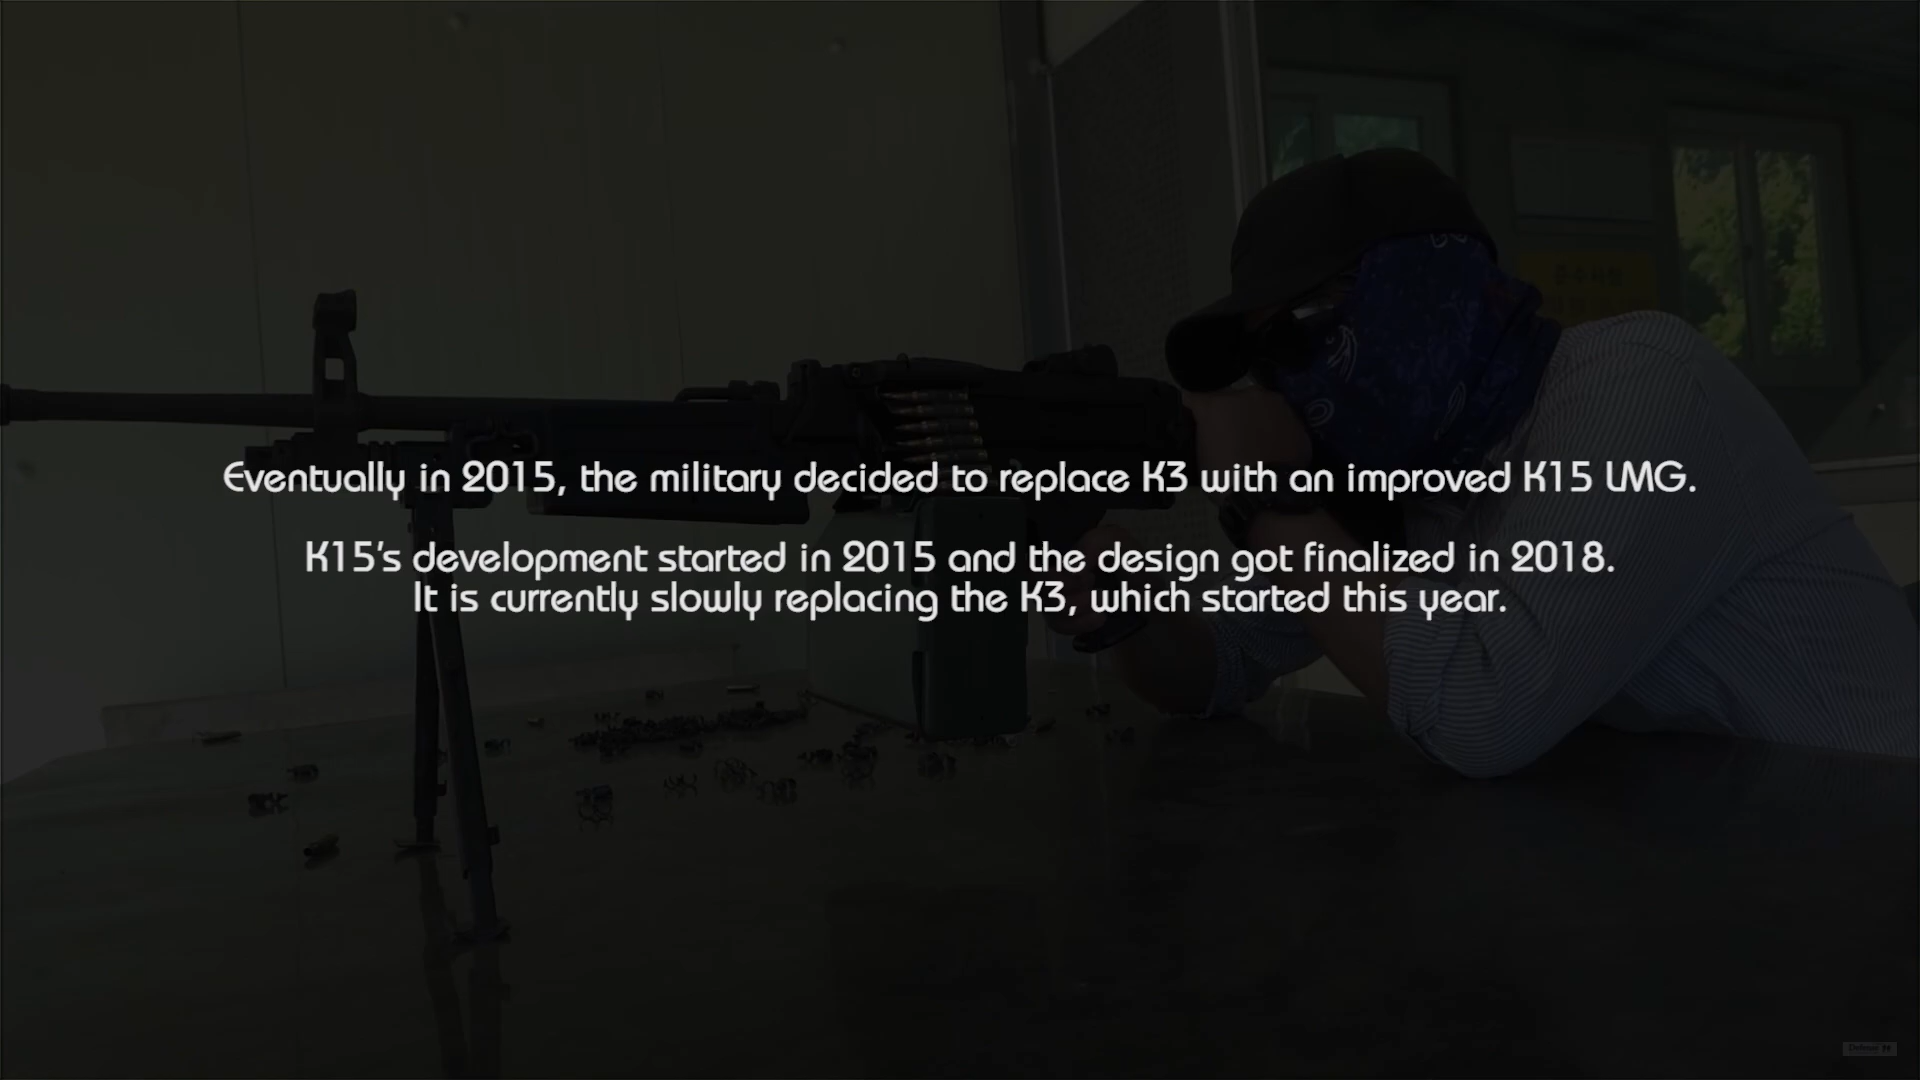 Eventually in 2015, the military decided to replace K3 with an improved K15 LMG.
K15's development started in 2015 and the design got finalized in 2018.
It is currently slowly replacing the K3, which started this year.